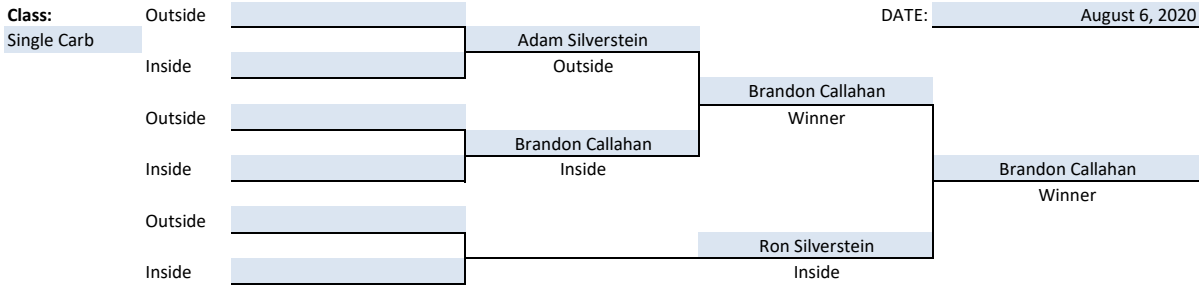 Class: Outside DATE: August 6, 2020
Single Carb Adam Silverstein
Inside Outside
Brandon Callahan
Outside Winner
Brandon Callahan
Inside Inside Brandon Callahan
Winner
Outside
Ron Silverstein
Inside Inside